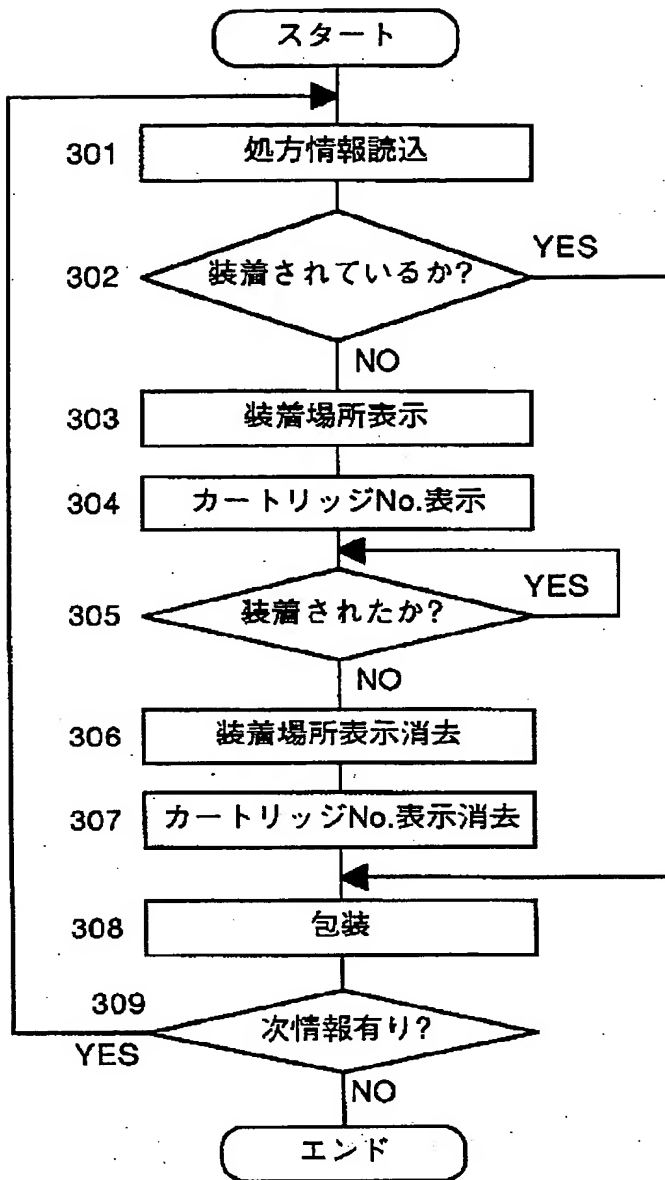 スタート
301 処方情報読込
302 装着されているか? YES
NO
303 装着場所表示
304 カートリッジNo.表示
305 装着されたか? YES
NO
306 装着場所表示消去
307 カートリッジNo.表示消去
308 包装
309
次情報有り?
YES
NO
エンド